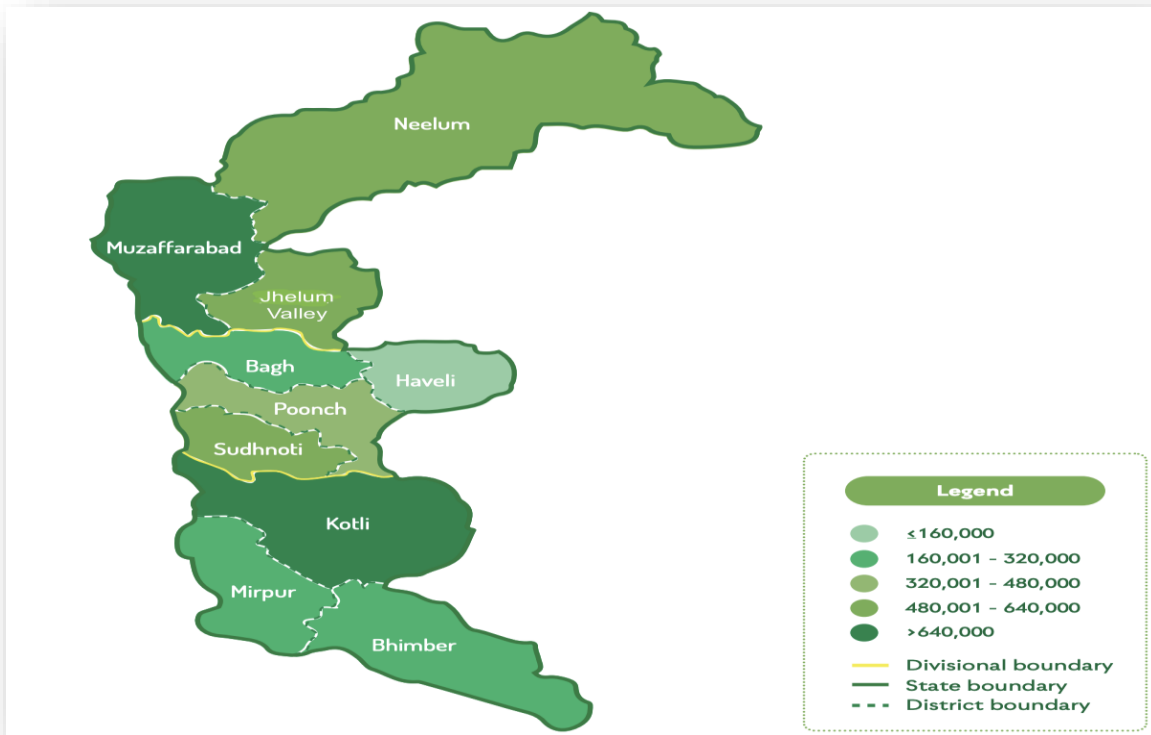 Neelum
Muzaffarabad
Jhelum
Valley
Bagh
Haveli
Poonch
Sudhnoti
Kotli
Mirpur
Bhimber
Legend
≤160,000
160,001 - 320,000
320,001 - 480,000
480,001 - 640,000
>640,000
Divisional boundary
State boundary
District boundary